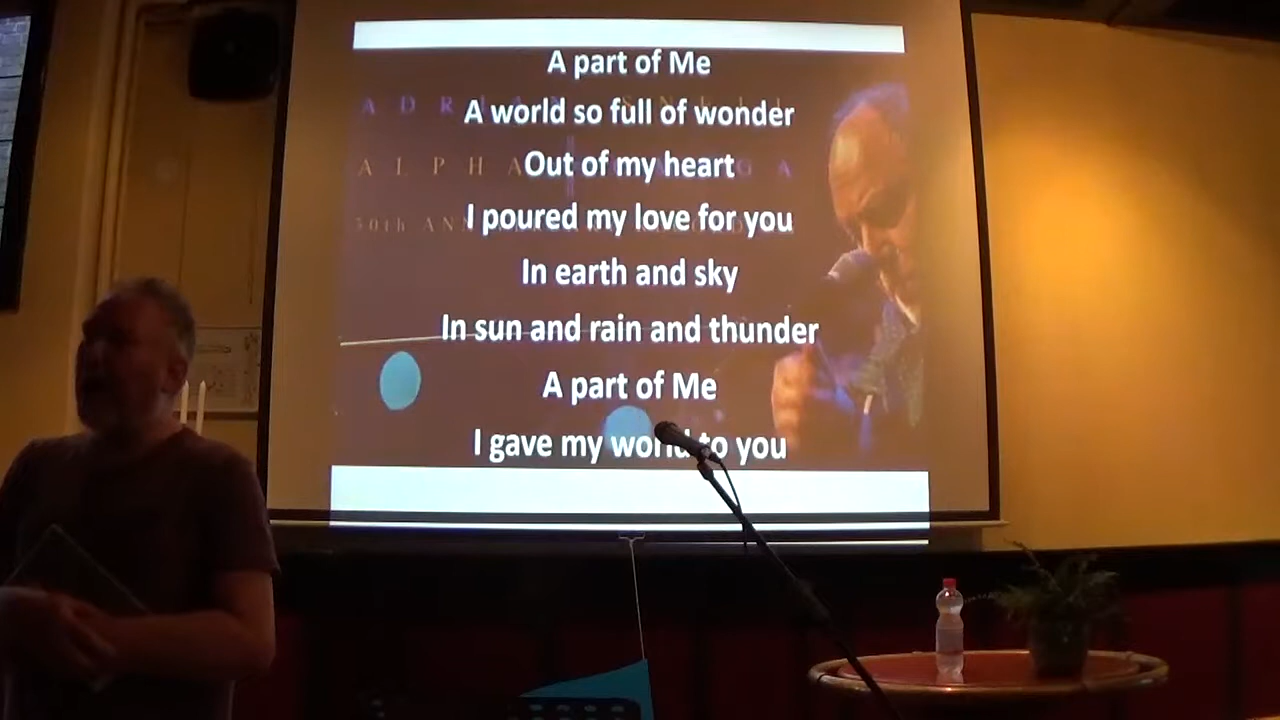 A part of Me
A world so full of wonder
Out of my heart
I poured my love for you
In earth and sky
In sun and rain and thunder
A part of Me
I gave my world to you